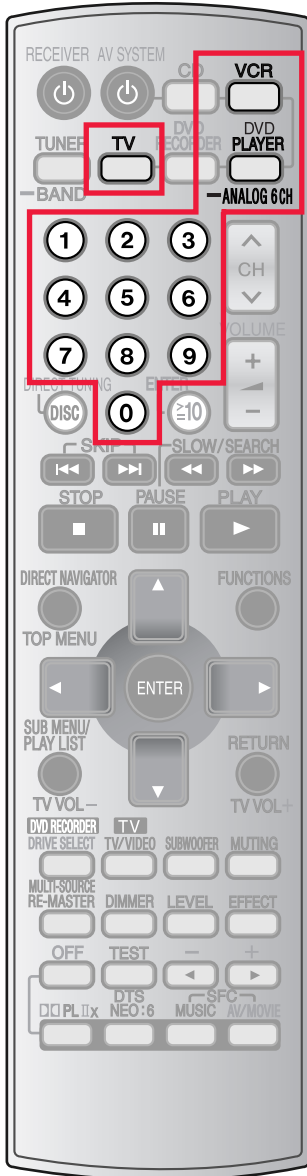 RECEIVER AV SYSTEM CD VCR
TUNER TV DVD RECORDER DVD PLAYER
−BAND −ANALOG 6CH
1 2 3
CH
4 5 6
VOLUME
7 8 9
+
DIRECT TUNING ENTER
DISC 0 ≧10
−
SKIP SLOW/SEARCH
STOP PAUSE PLAY
DIRECT NAVIGATOR FUNCTIONS
TOP MENU
ENTER
SUB MENU/
PLAY LIST RETURN
TV VOL− TV VOL+
DVD RECORDER TV
DRIVE SELECT TV/VIDEO SUBWOOFER MUTING
MULTI-SOURCE
RE-MASTER DIMMER LEVEL EFFECT
OFF TEST − +
DTS SFC
PL IIx NEO:6 MUSIC AV/MOVIE